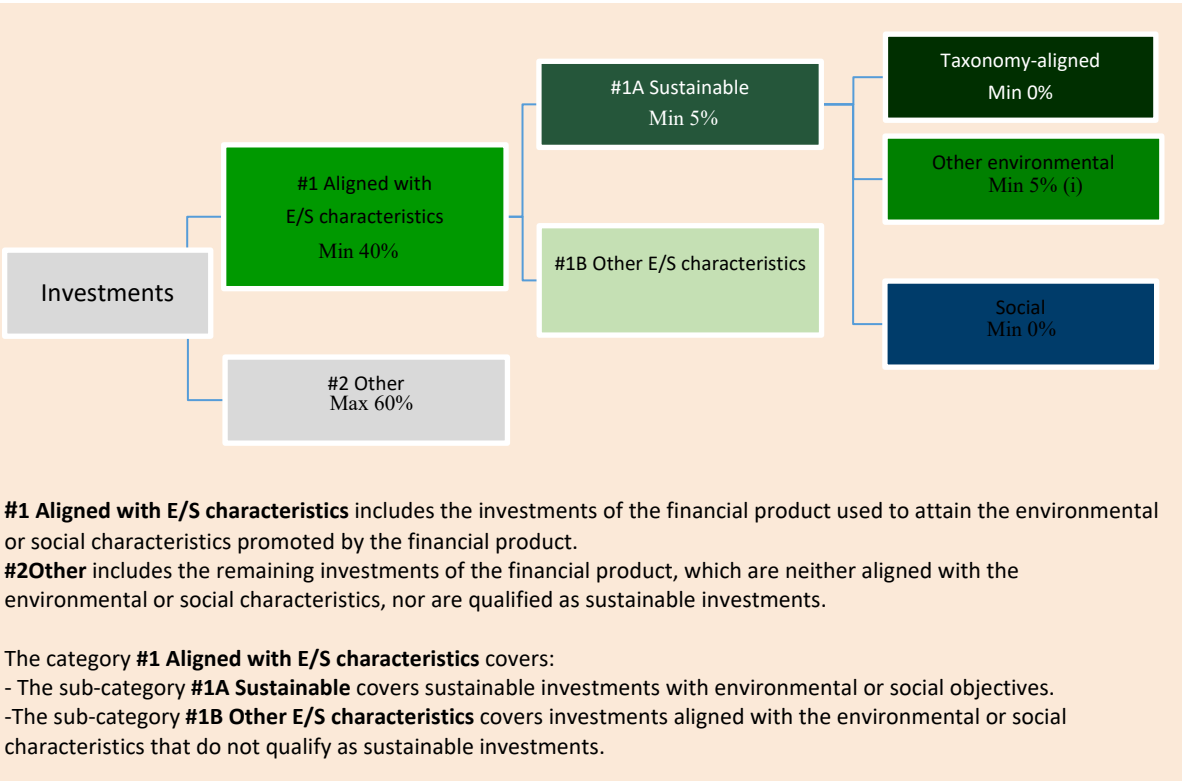 Investments
#1 Aligned with
E/S characteristics
Min 40%
#2 Other
Max 60%
#1A Sustainable
Min 5%
#1B Other E/S characteristics
Taxonomy-aligned
Min 0%
Other environmental
Min 5% (i)
Social
Min 0%
#1 Aligned with E/S characteristics includes the investments of the financial product used to attain the environmental
or social characteristics promoted by the financial product.
#2Other includes the remaining investments of the financial product, which are neither aligned with the
environmental or social characteristics, nor are qualified as sustainable investments.
The category #1 Aligned with E/S characteristics covers:
- The sub-category #1A Sustainable covers sustainable investments with environmental or social objectives.
-The sub-category #1B Other E/S characteristics covers investments aligned with the environmental or social
characteristics that do not qualify as sustainable investments.